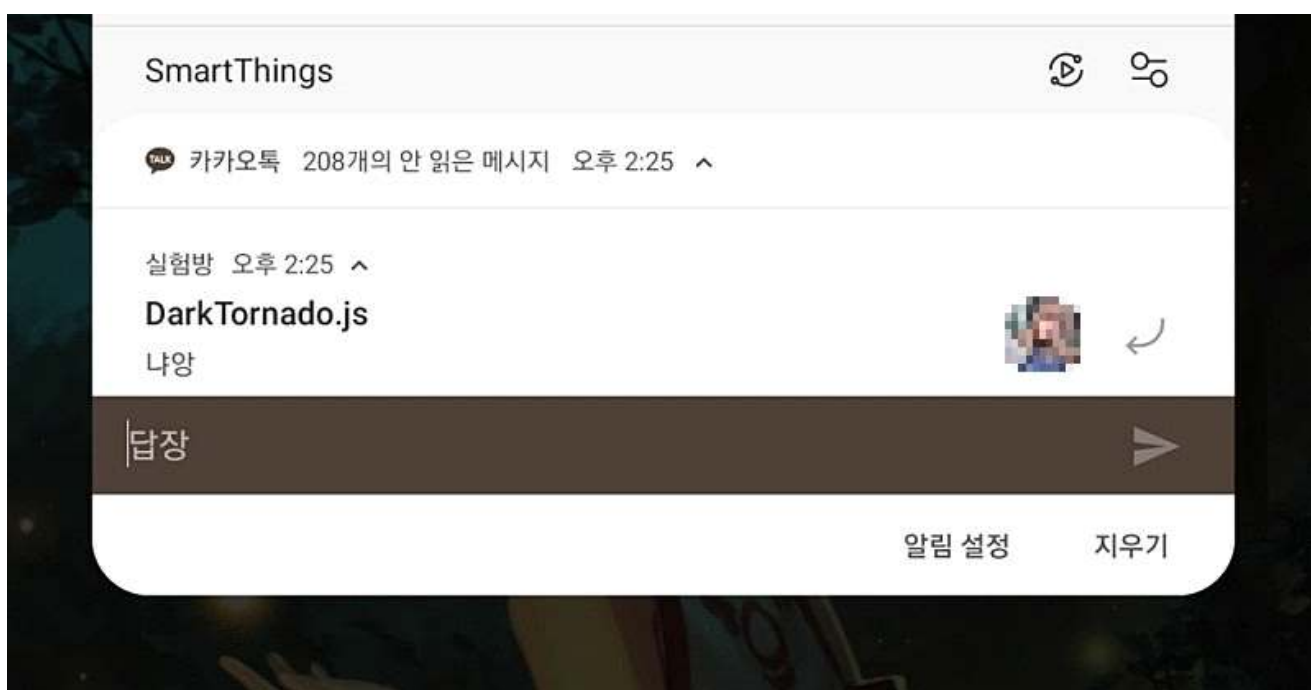 SmartThings
TALK 카카오톡 208개의 안 읽은 메시지 오후 2:25
실험방 오후 2:25
DarkTornado.js
냐앙
답장
알림 설정 지우기